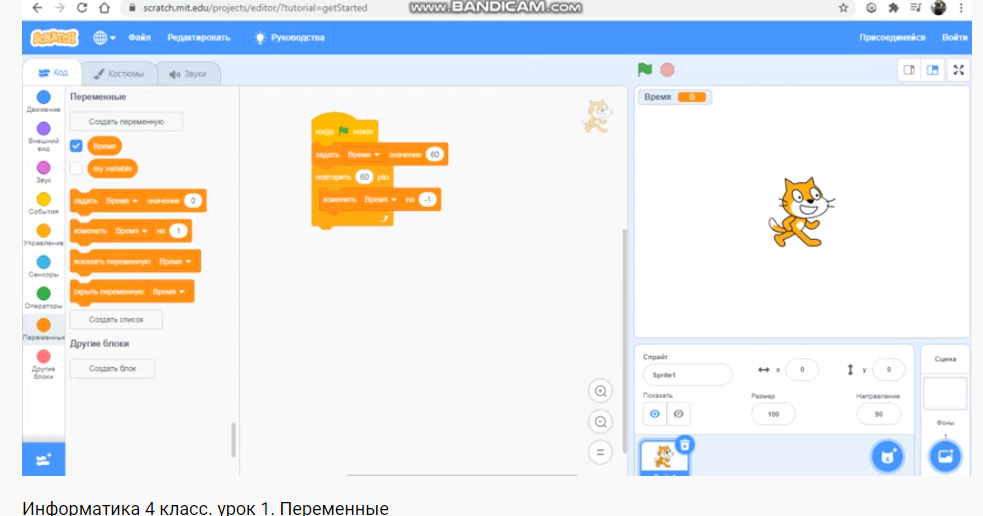 scratch.mit.edu/projects/editor/?tutorial=getStarted
www.BANDICAM.com
SCRATCH
Файл
Редактировать
Руководства
Присоединяйся
Войти
Код
Костюмы
Звуки
Переменные
Создать переменную
Время
my variable
задать Время значение 0
изменить Время на 1
показать переменную Время
скрыть переменную Время
Создать список
Другие блоки
Создать блок
Движение
Внешний
вид
Звук
События
Управление
Сенсоры
Операторы
Переменные
Другие
блоки
когда нажат
задать Время значение 60
повторить 60 раз
изменить Время на -1
Время 0
Спрайт
Sprite1
x 0
y 0
Показать
Размер
100
Направление
90
Сцена
Фоны
1
Информатика 4 класс. урок 1. Переменные